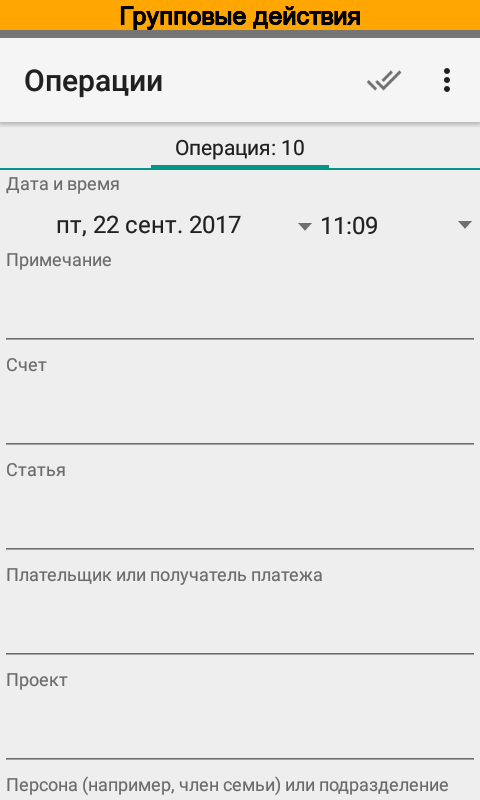 Групповые действия
Операции
Операция: 10
Дата и время
пт, 22 сент. 2017 11:09
Примечание
Счет
Статья
Плательщик или получатель платежа
Проект
Персона (например, член семьи) или подразделение